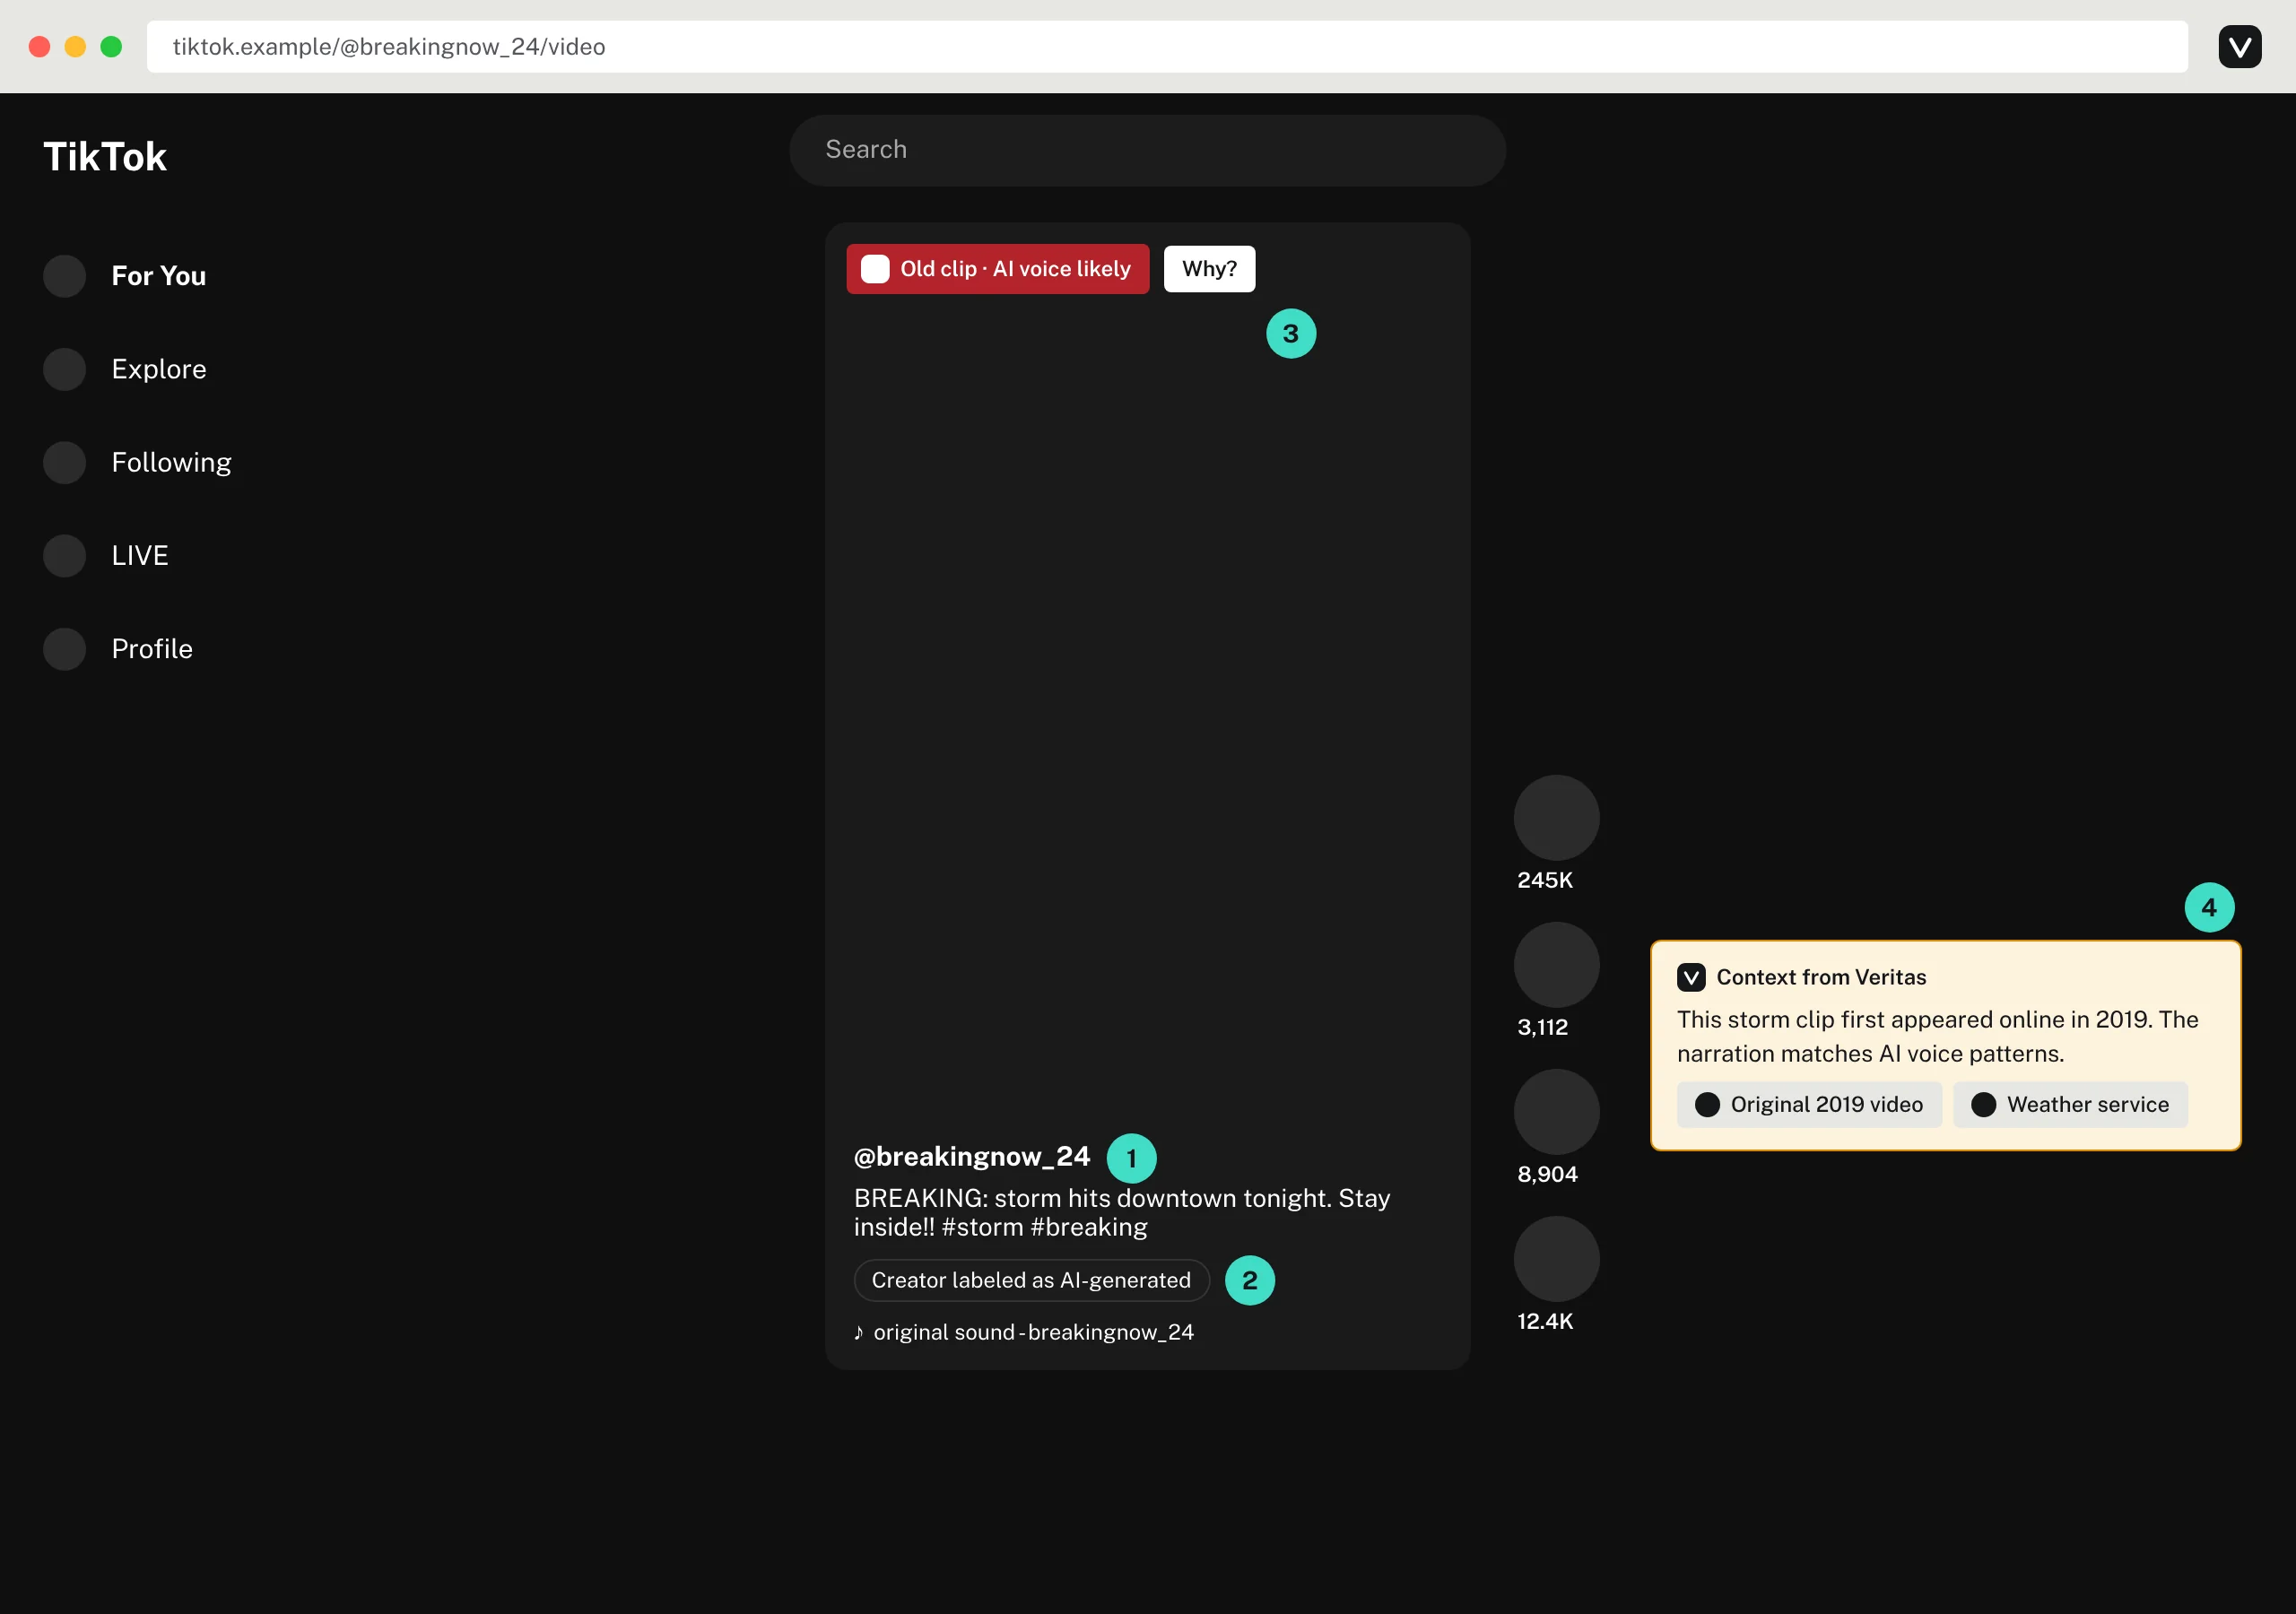 tiktok.example/@breakingnow_24/video
V
TikTok
Search
For You
Explore
Following
LIVE
Profile
Old clip · AI voice likely
Why?
3
245K
3,112
8,904
12.4K
4
V Context from Veritas
This storm clip first appeared online in 2019. The
narration matches AI voice patterns.
Original 2019 video
Weather service
@breakingnow_24
1
BREAKING: storm hits downtown tonight. Stay
inside!! #storm #breaking
Creator labeled as AI-generated
2
♪ original sound - breakingnow_24